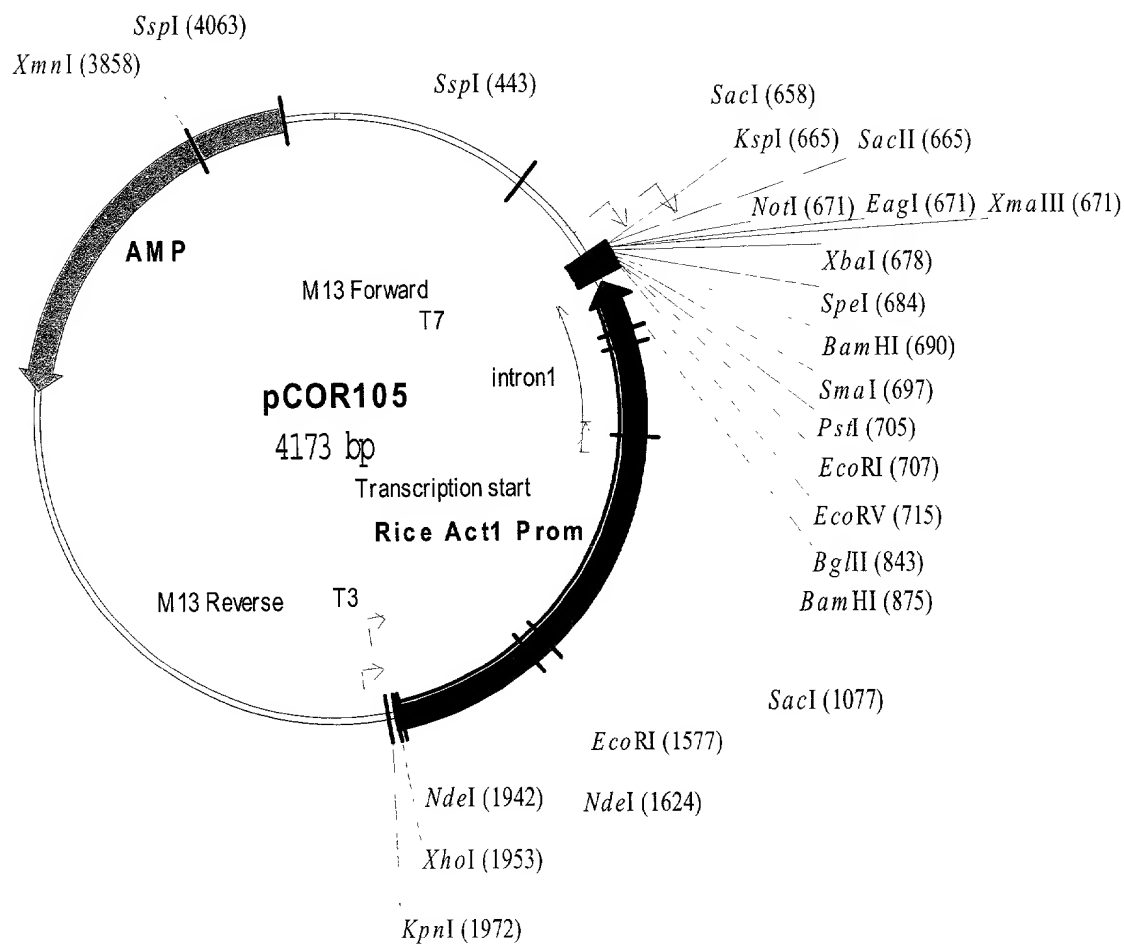 SspI (4063)
XmnI (3858)
SspI (443)
SacI (658)
KspI (665) SacII (665)
NotI (671) EagI (671) XmaIII (671)
XbaI (678)
SpeI (684)
BamHI (690)
SmaI (697)
PstI (705)
EcoRI (707)
EcoRV (715)
BglII (843)
BamHI (875)
AMP
M13 Forward
T7
intron1
pCOR105
4173 bp
Transcription start
Rice Act1 Prom
M13 Reverse T3
SacI (1077)
EcoRI (1577)
NdeI (1942) NdeI (1624)
XhoI (1953)
KpnI (1972)